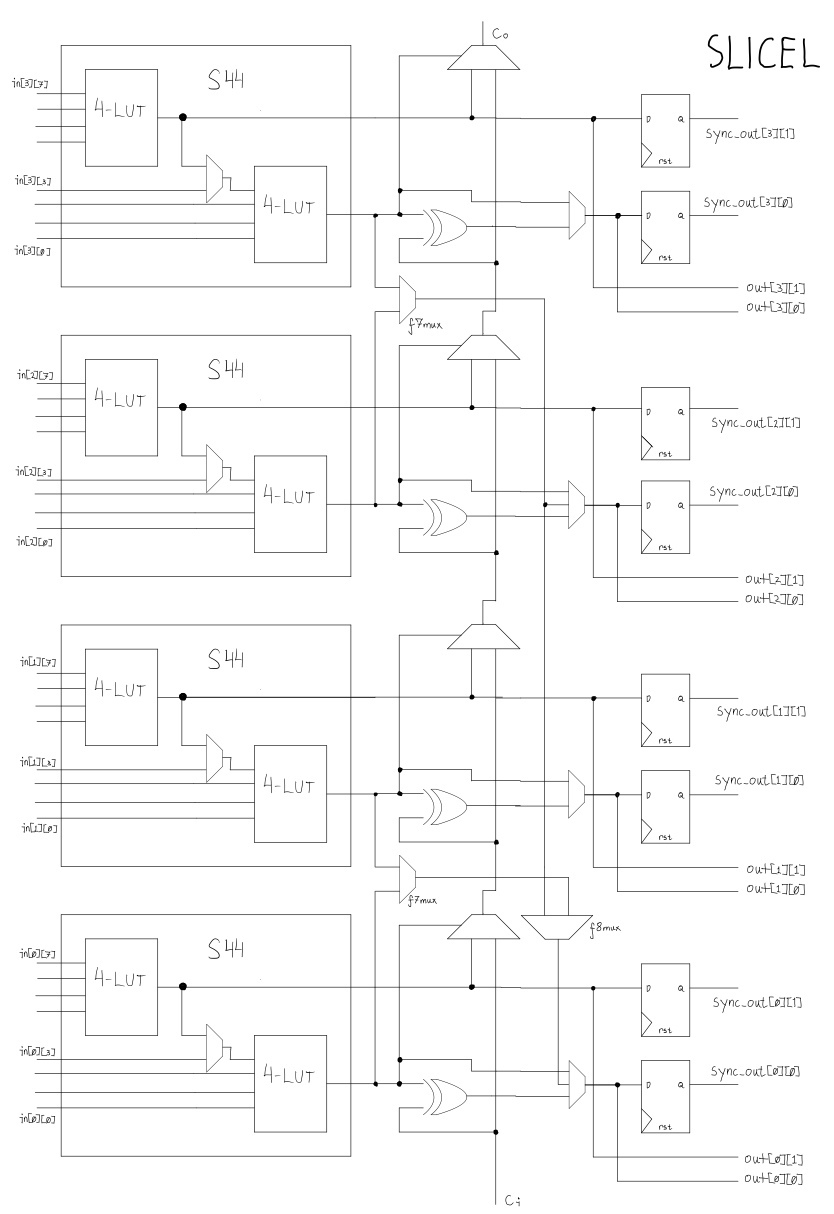 Co
SLICEL
in[3][7]
S44
4-LUT
D Q
sync_out[3][1]
rst
in[3][3]
4-LUT
sync_out[3][0]
D Q
in[3][0]
rst
out[3][1]
out[3][0]
f7mux
in[2][7]
S44
4-LUT
D Q
sync_out[2][1]
rst
in[2][3]
4-LUT
sync_out[2][0]
D Q
in[2][0]
rst
out[2][1]
out[2][0]
in[1][7]
S44
4-LUT
D Q
sync_out[1][1]
rst
in[1][3]
4-LUT
sync_out[1][0]
D Q
in[1][0]
rst
out[1][1]
out[1][0]
f7mux
f8mux
in[0][7]
S44
4-LUT
D Q
sync_out[0][1]
rst
in[0][3]
4-LUT
sync_out[0][0]
D Q
in[0][0]
rst
out[0][1]
out[0][0]
Ci